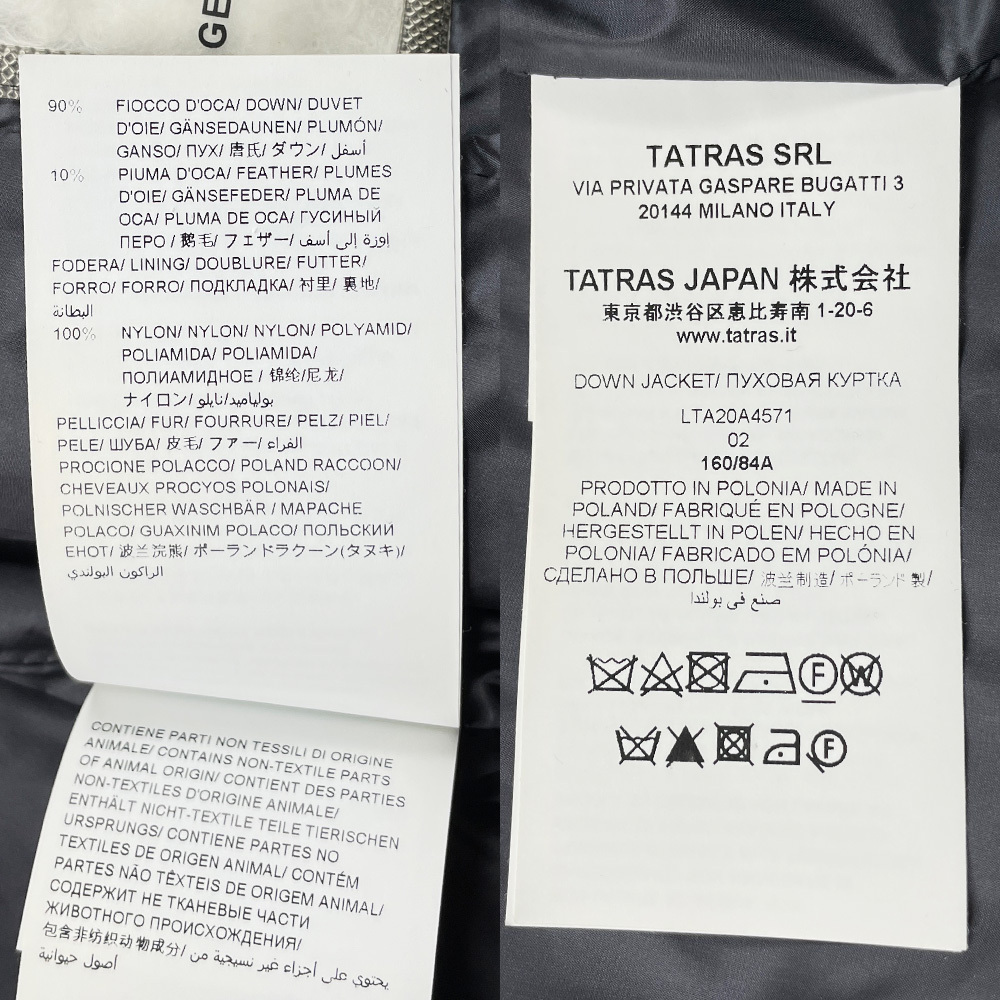 GE
90% FIOCCO D'OCA/ DOWN/ DUVET
D'OIE/ GÄNSEDAUNEN/ PLUMÓN/
GANSO/ ПУХ/ 唐氏/ ダウン/ أسفل
10% PIUMA D'OCA/ FEATHER/ PLUMES
D'OIE/ GÄNSEFEDER/ PLUMA DE
OCA/ PLUMA DE OCA/ ГУСИНЫЙ
ПЕРО / 鹅毛/ フェザー/ اوزة إلى أسف
FODERA/ LINING/ DOUBLURE/ FUTTER/
FORRO/ FORRO/ ПОДКЛАДКА/ 衬里/ 裏地/
البطانة
100% NYLON/ NYLON/ NYLON/ POLYAMID/
POLIAMIDA/ POLIAMIDA/
ПОЛИАМИДНОЕ / 锦纶/尼龙/
ナイロン/ بولياميد/نايلو
PELLICCIA/ FUR/ FOURRURE/ PELZ/ PIEL/
PELE/ ШУБА/ 皮毛/ ファー/ الفراء
PROCIONE POLACCO/ POLAND RACCOON/
CHEVEAUX PROCYOS POLONAIS/
POLNISCHER WASCHBÄR / MAPACHE
POLACO/ GUAXINIM POLACO/ ПОЛЬСКИЙ
ЕНОТ/ 波兰浣熊/ ポーランドラクーン(タヌキ)/
الراكون البولندي
CONTIENE PARTI NON TESSILI DI ORIGINE
ANIMALE/ CONTAINS NON-TEXTILE PARTS
OF ANIMAL ORIGIN/ CONTIENT DES PARTIES
NON-TEXTILES D'ORIGINE ANIMALE/
ENTHÄLT NICHT-TEXTILE TEILE TIERISCHEN
URSPRUNGS/ CONTIENE PARTES NO
TEXTILES DE ORIGEN ANIMAL/ CONTÉM
PARTES NÃO TÊXTEIS DE ORIGEM ANIMAL/
СОДЕРЖИТ НЕ ТКАНЕВЫЕ ЧАСТИ
ЖИВОТНОГО ПРОИСХОЖДЕНИЯ/
包含非纺织动物成分/ يحتوي على أجزاء غير نسيجية من
أصول حيوانية
TATRAS SRL
VIA PRIVATA GASPARE BUGATTI 3
20144 MILANO ITALY
TATRAS JAPAN 株式会社
東京都渋谷区恵比寿南 1-20-6
www.tatras.it
DOWN JACKET/ ПУХОВАЯ КУРТКА
LTA20A4571
02
160/84A
PRODOTTO IN POLONIA/ MADE IN
POLAND/ FABRIQUÉ EN POLOGNE/
HERGESTELLT IN POLEN/ HECHO EN
POLONIA/ FABRICADO EM POLÓNIA/
СДЕЛАНО В ПОЛЬШЕ/ 波兰制造/ ポーランド製/
صنع في بولندا
F W
F